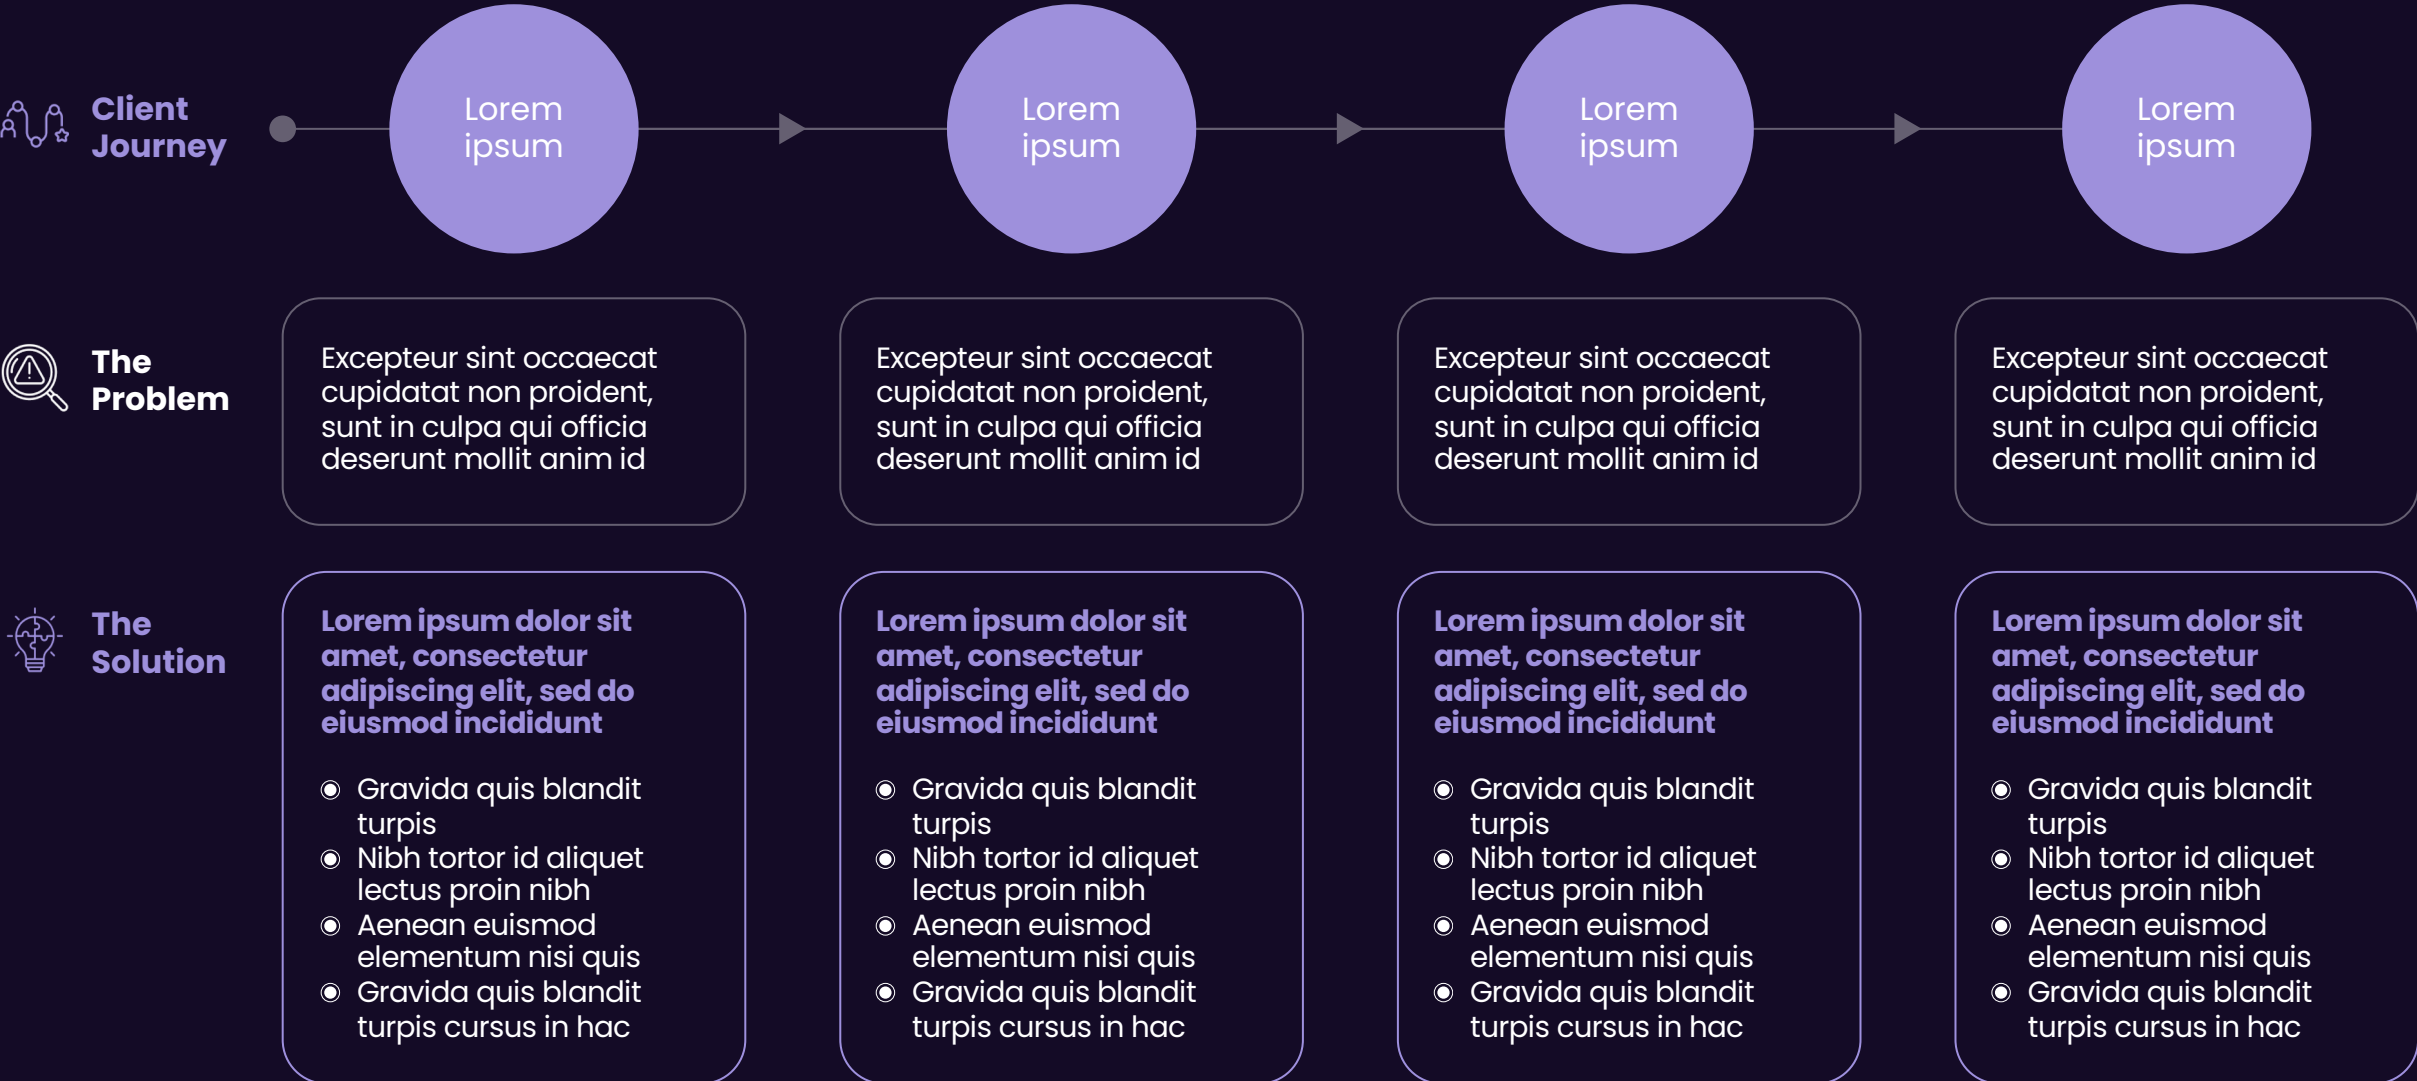 Client
Journey
Lorem
ipsum
Lorem
ipsum
Lorem
ipsum
Lorem
ipsum
The
Problem
Excepteur sint occaecat
cupidatat non proident,
sunt in culpa qui officia
deserunt mollit anim id
Excepteur sint occaecat
cupidatat non proident,
sunt in culpa qui officia
deserunt mollit anim id
Excepteur sint occaecat
cupidatat non proident,
sunt in culpa qui officia
deserunt mollit anim id
Excepteur sint occaecat
cupidatat non proident,
sunt in culpa qui officia
deserunt mollit anim id
The
Solution
Lorem ipsum dolor sit
amet, consectetur
adipiscing elit, sed do
eiusmod incididunt
Gravida quis blandit
turpis
Nibh tortor id aliquet
lectus proin nibh
Aenean euismod
elementum nisi quis
Gravida quis blandit
turpis cursus in hac
Lorem ipsum dolor sit
amet, consectetur
adipiscing elit, sed do
eiusmod incididunt
Gravida quis blandit
turpis
Nibh tortor id aliquet
lectus proin nibh
Aenean euismod
elementum nisi quis
Gravida quis blandit
turpis cursus in hac
Lorem ipsum dolor sit
amet, consectetur
adipiscing elit, sed do
eiusmod incididunt
Gravida quis blandit
turpis
Nibh tortor id aliquet
lectus proin nibh
Aenean euismod
elementum nisi quis
Gravida quis blandit
turpis cursus in hac
Lorem ipsum dolor sit
amet, consectetur
adipiscing elit, sed do
eiusmod incididunt
Gravida quis blandit
turpis
Nibh tortor id aliquet
lectus proin nibh
Aenean euismod
elementum nisi quis
Gravida quis blandit
turpis cursus in hac